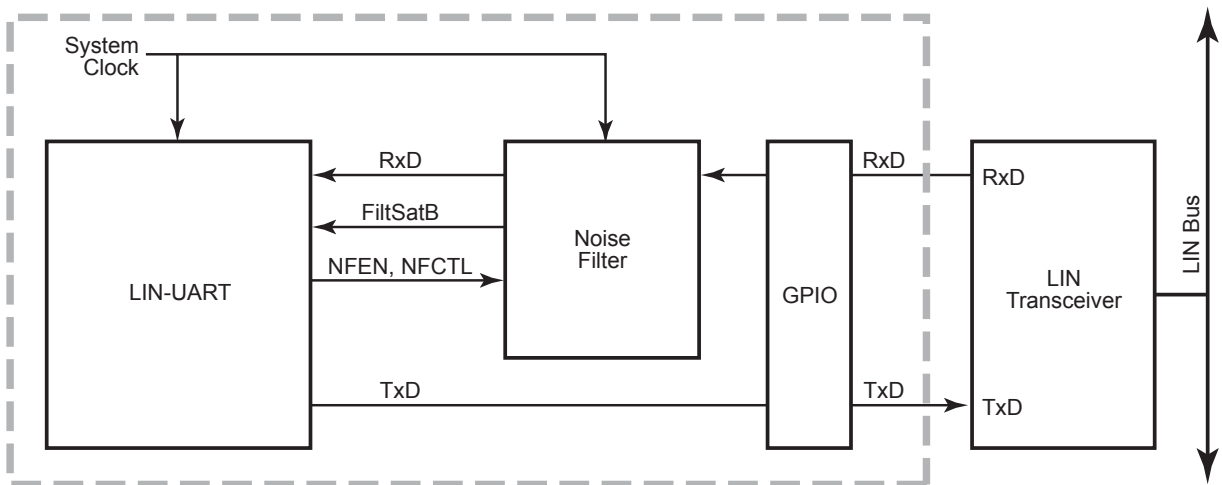 System
Clock
RxD
RxD
RxD
FiltSatB
NFEN, NFCTL
Noise
Filter
LIN-UART
GPIO
LIN
Transceiver
LIN Bus
TxD
TxD
TxD